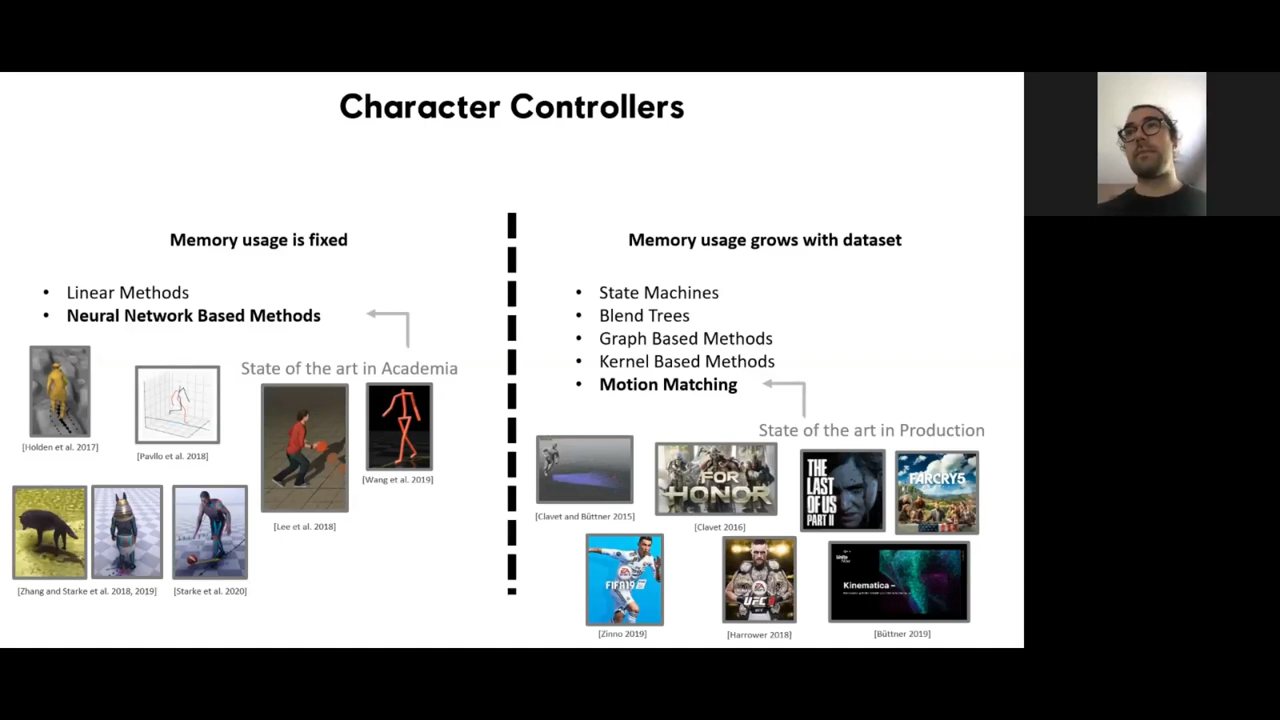 Character Controllers
Memory usage is fixed
• Linear Methods
• Neural Network Based Methods
State of the art in Academia
[Holden et al. 2017]
[Pavllo et al. 2018]
[Lee et al. 2018]
[Wang et al. 2019]
[Zhang and Starke et al. 2018, 2019]
[Starke et al. 2020]
Memory usage grows with dataset
• State Machines
• Blend Trees
• Graph Based Methods
• Kernel Based Methods
• Motion Matching
State of the art in Production
[Clavet and Büttner 2015]
FOR
HONOR
[Clavet 2016]
THE
LAST
OF US
PART II
FARCRY5
FIFA19
[Zinno 2019]
UFC
[Harrower 2018]
Kinematica –
[Büttner 2019]